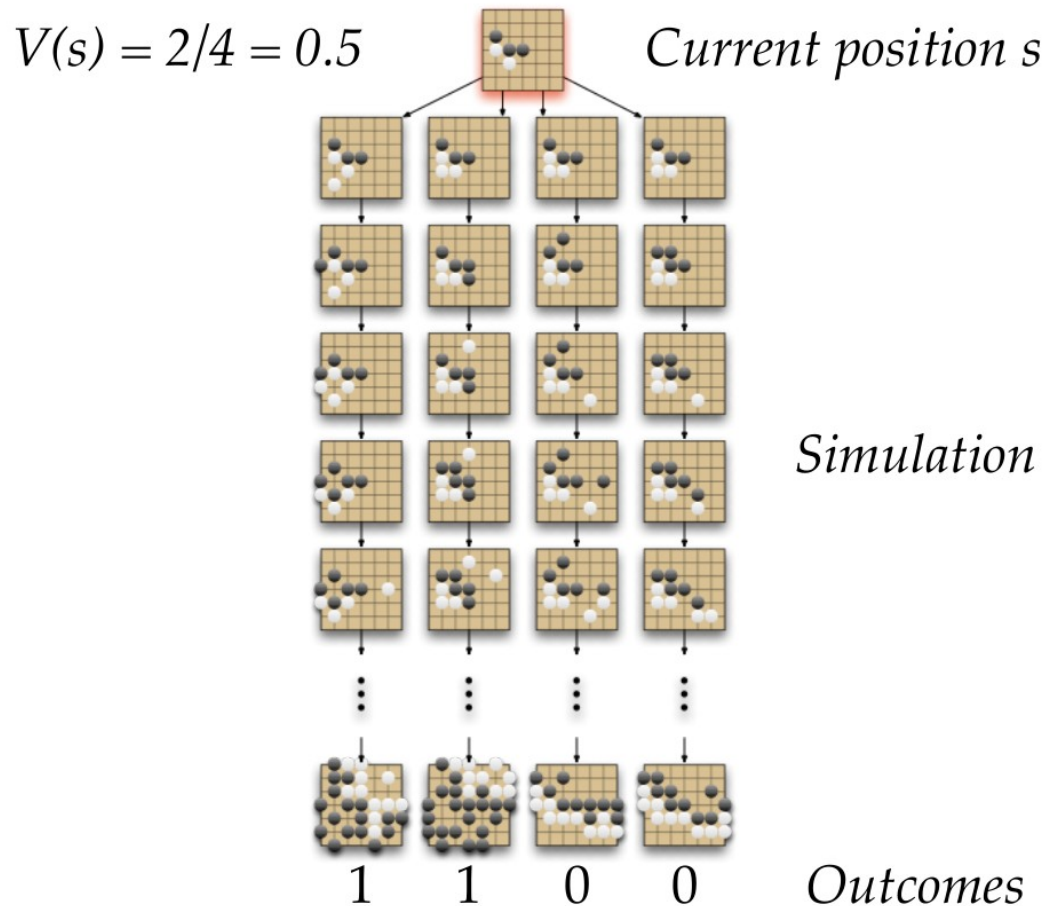 V(s) = 2/4 = 0.5
Current position s
Simulation
1 1 0 0 Outcomes